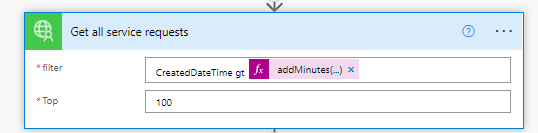 Get all service requests
* filter
CreatedDateTime gt fx addMinutes(...) ×
* Top
100